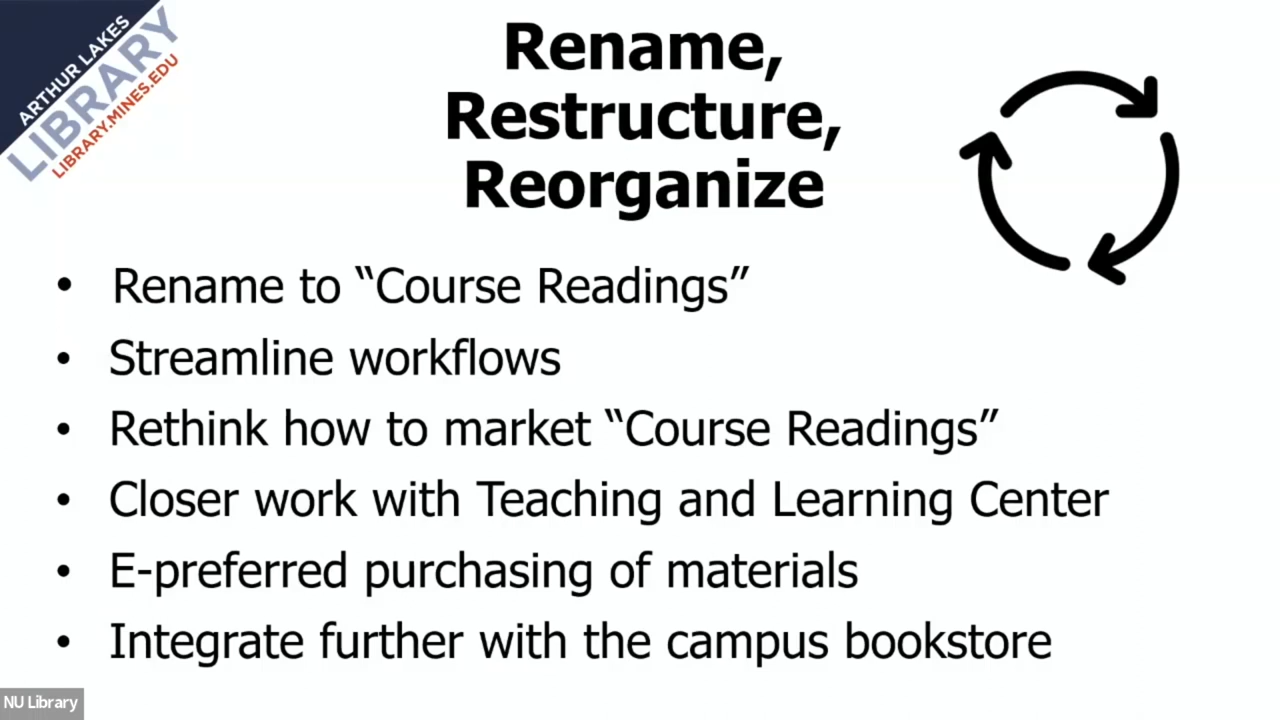 ARTHUR LAKES
LIBRARY
LIBRARY.MINES.EDU
Rename,
Restructure,
Reorganize
• Rename to “Course Readings”
• Streamline workflows
• Rethink how to market “Course Readings”
• Closer work with Teaching and Learning Center
• E-preferred purchasing of materials
• Integrate further with the campus bookstore
NU Library